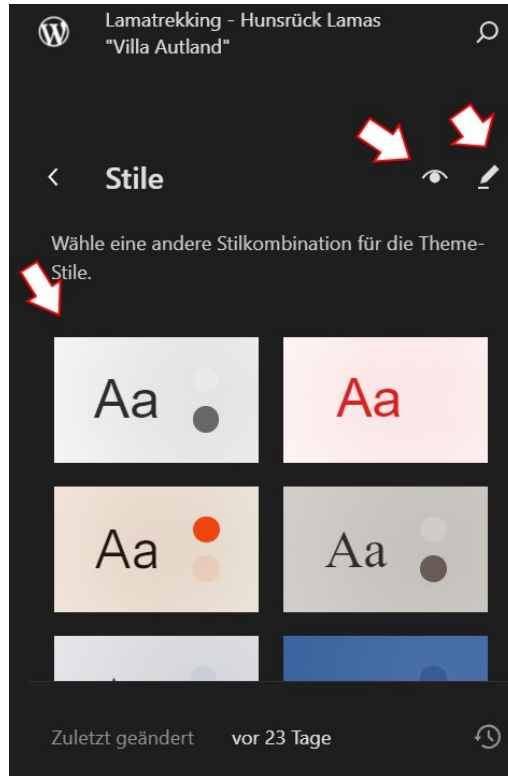 Lamatrekking - Hunsrück Lamas
"Villa Autland"
Stile
Wähle eine andere Stilkombination für die Theme-
Stile.
Aa
Aa
Aa
Aa
Zuletzt geändert vor 23 Tage